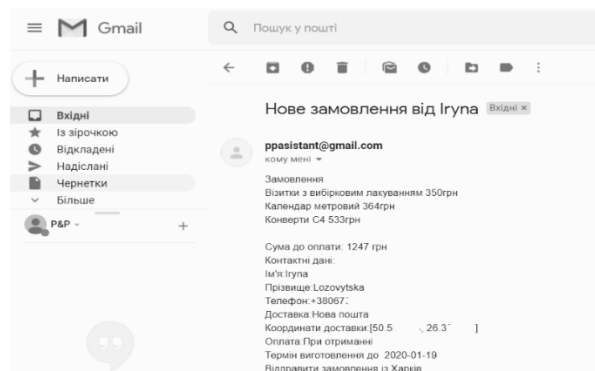 Gmail
Пошук у пошті
Написати
Вхідні
Із зірочкою
Відкладені
Надіслані
Чернетки
Більше
P&P
Нове замовлення від Iryna Вхідні ×
ppasistant@gmail.com
кому мені
Замовлення
Візитки з вибірковим лакуванням 350грн
Календар метровий 364грн
Конверти С4 533грн
Сума до оплати: 1247 грн
Контактні дані:
Ім'я:Iryna
Прізвище:Lozovytska
Телефон:+38067
Доставка:Нова пошта
Координати доставки:[50.5 , 26.3 ]
Оплата:При отриманні
Термін виготовлення до 2020-01-19
Відправити замовлення із Харків